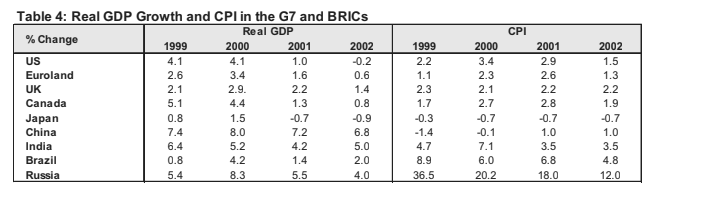 Table 4: Real GDP Growth and CPI in the G7 and BRICs
% Change Real GDP CPI
1999 2000 2001 2002 1999 2000 2001 2002
US 4.1 4.1 1.0 -0.2 2.2 3.4 2.9 1.5
Euroland 2.6 3.4 1.6 0.6 1.1 2.3 2.6 1.3
UK 2.1 2.9. 2.2 1.4 2.3 2.1 2.2 2.2
Canada 5.1 4.4 1.3 0.8 1.7 2.7 2.8 1.9
Japan 0.8 1.5 -0.7 -0.9 -0.3 -0.7 -0.7 -0.7
China 7.4 8.0 7.2 6.8 -1.4 -0.1 1.0 1.0
India 6.4 5.2 4.2 5.0 4.7 7.1 3.5 3.5
Brazil 0.8 4.2 1.4 2.0 8.9 6.0 6.8 4.8
Russia 5.4 8.3 5.5 4.0 36.5 20.2 18.0 12.0